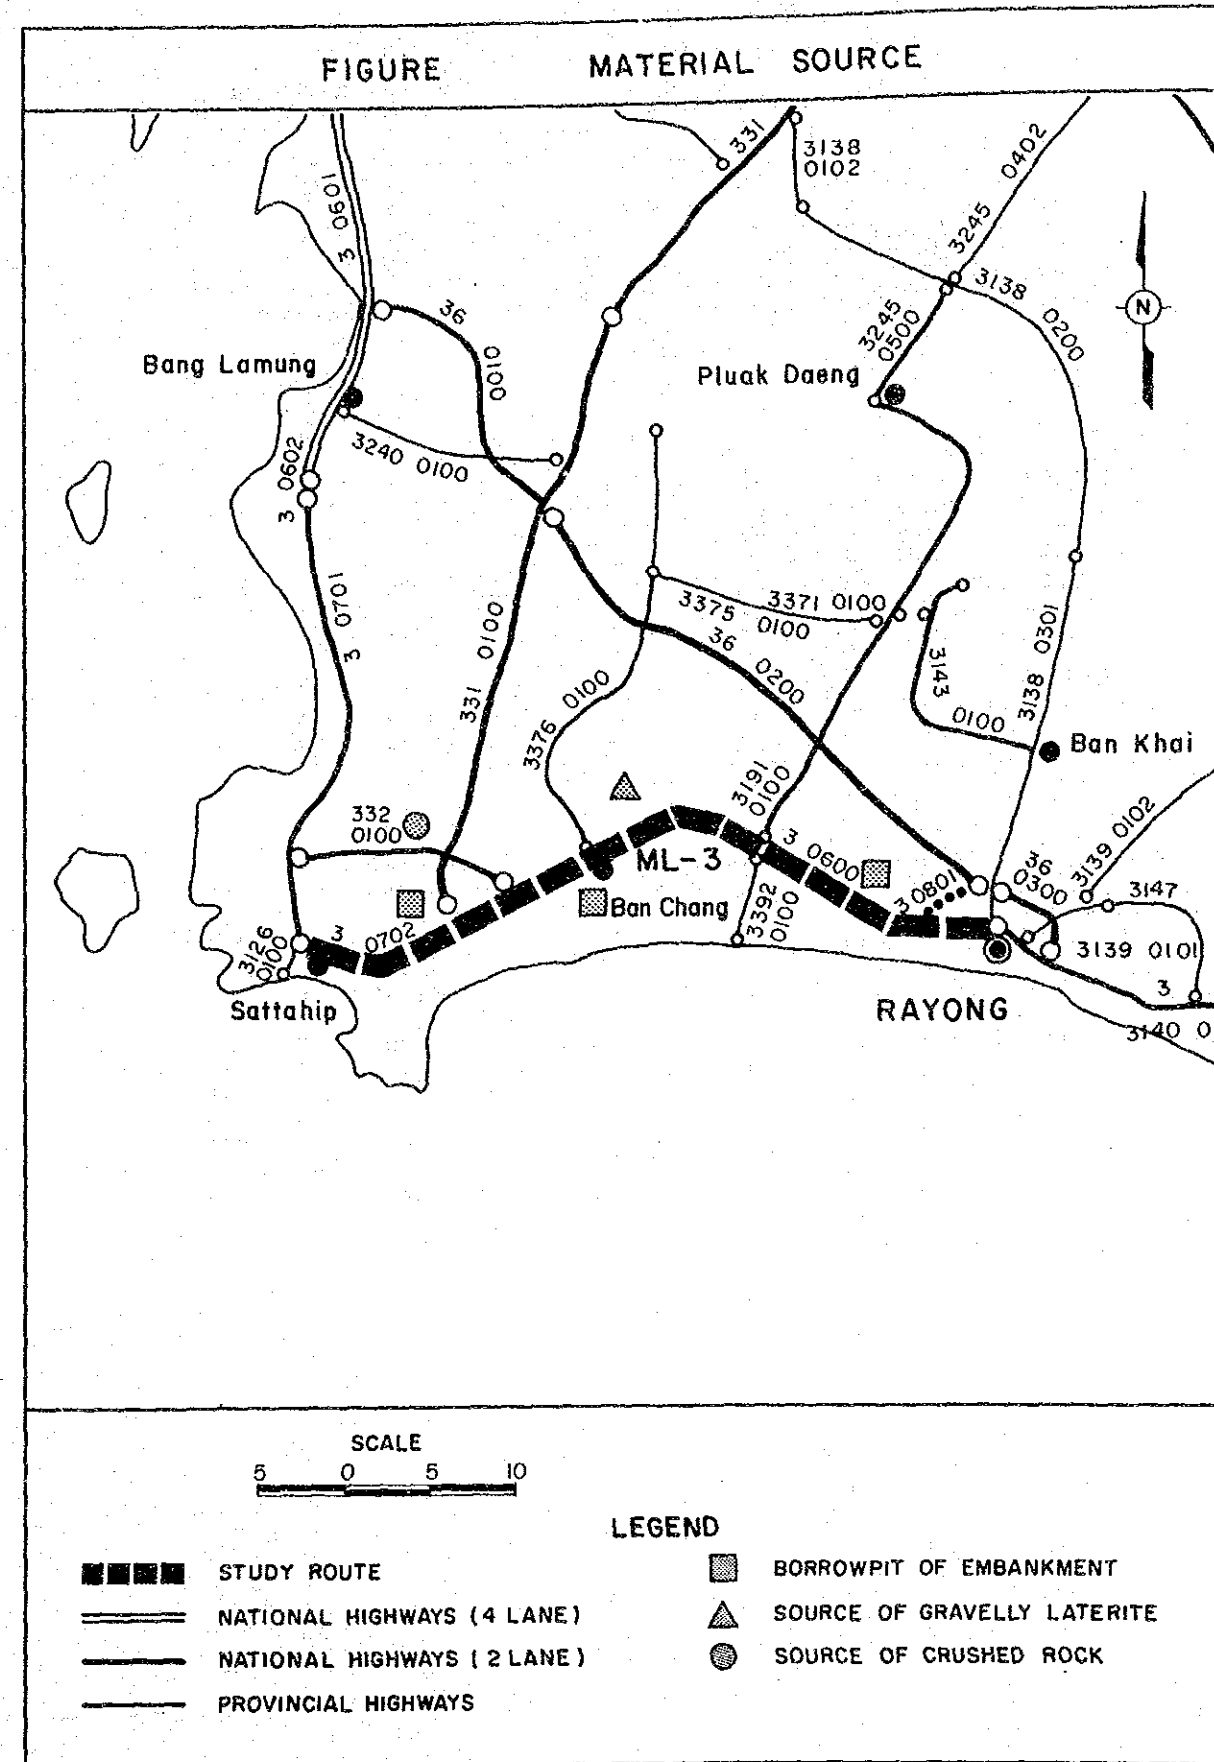 FIGURE MATERIAL SOURCE
331
3138
0102
0402
3245
3 0601
36
0100
3138
0200
3245
0500
N
Bang Lamung
Pluak Daeng
3240 0100
3 0602
3 0701
3375
0100
3371 0100
36
0200
331 0100
3376 0100
3143
0100
3138 0301
Ban Khai
3191
0100
332
0100
ML-3
3 0600
3 0801
36
0300
3139 0102
3147
Ban Chang
3392
0100
3
0702
3126
0100
3139 0101
Sattahip
RAYONG
3
3140 0
SCALE
5 0 5 10
LEGEND
STUDY ROUTE
NATIONAL HIGHWAYS (4 LANE)
NATIONAL HIGHWAYS (2 LANE)
PROVINCIAL HIGHWAYS
BORROWPIT OF EMBANKMENT
SOURCE OF GRAVELLY LATERITE
SOURCE OF CRUSHED ROCK